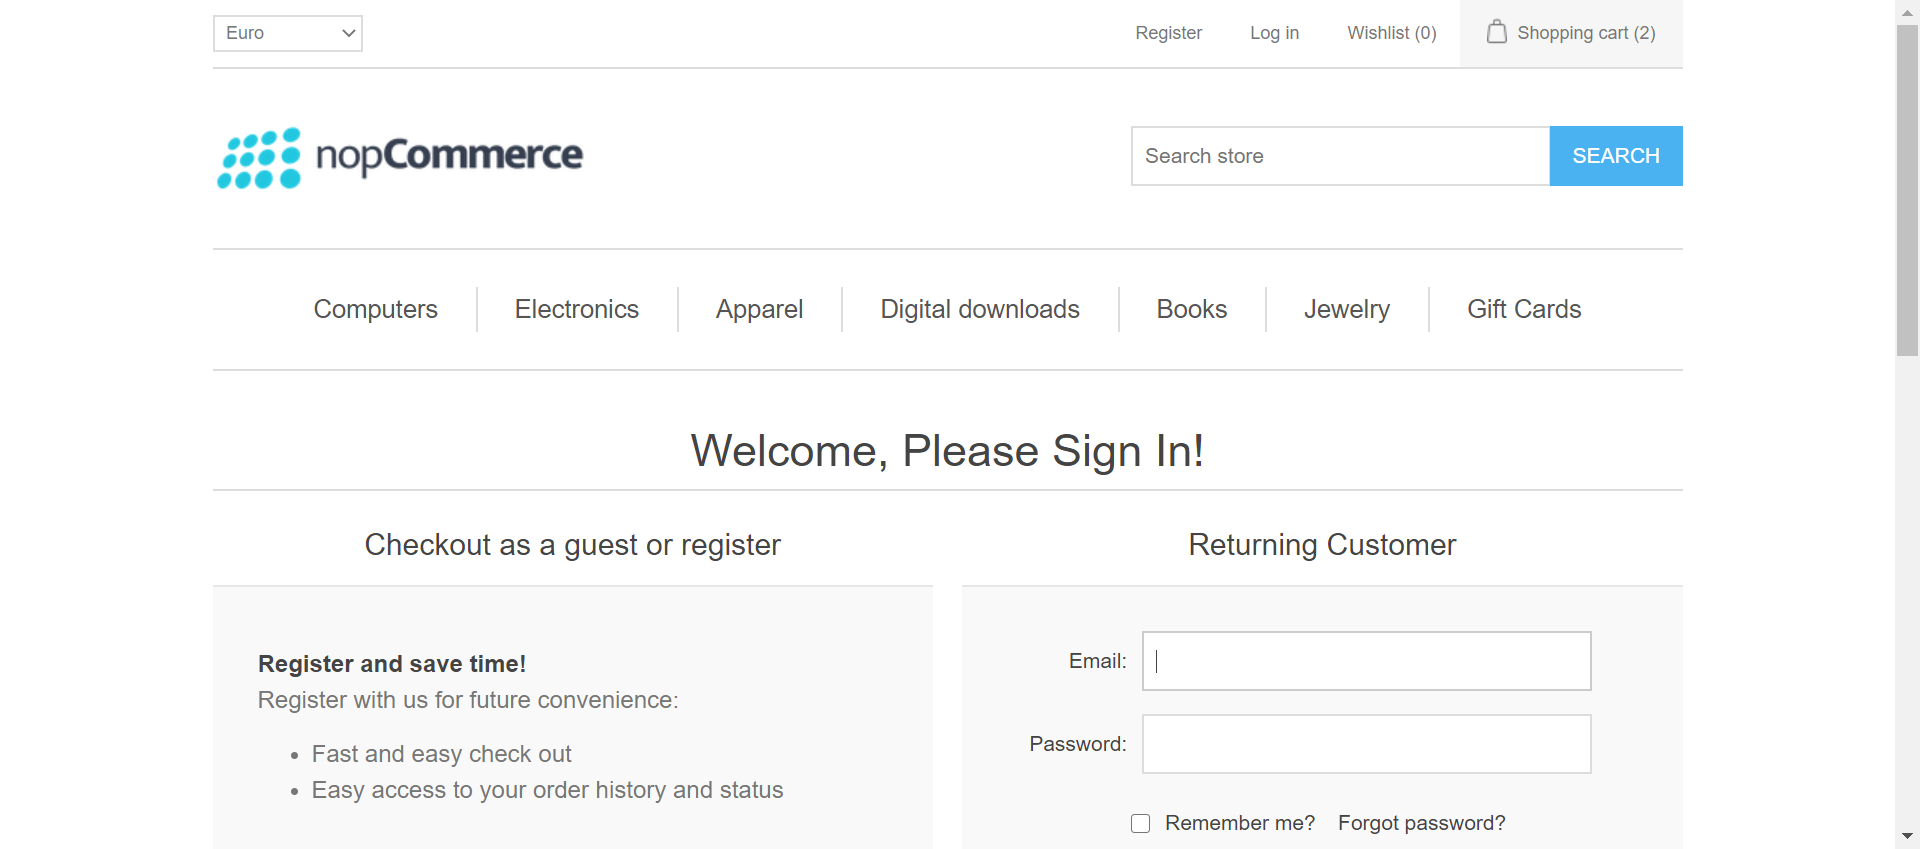 Euro
Register
Log in
Wishlist (0)
Shopping cart (2)
nopCommerce
Search store
SEARCH
Computers
Electronics
Apparel
Digital downloads
Books
Jewelry
Gift Cards
Welcome, Please Sign In!
Checkout as a guest or register
Register and save time!
Register with us for future convenience:
Fast and easy check out
Easy access to your order history and status
Returning Customer
Email:
Password:
Remember me?
Forgot password?